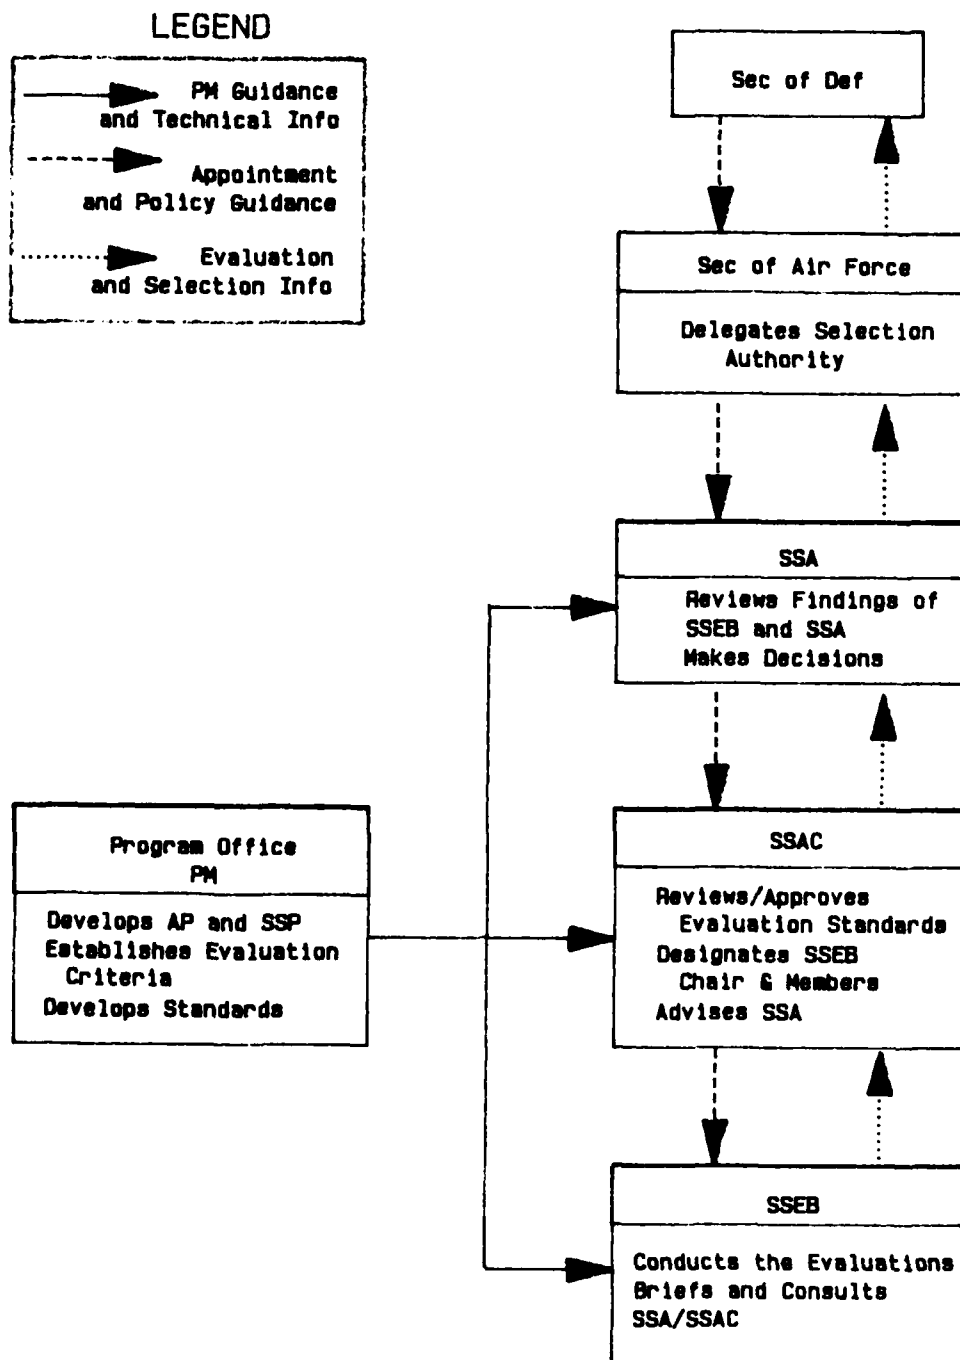 LEGEND
PM Guidance
and Technical Info
Appointment
and Policy Guidance
Evaluation
and Selection Info
Sec of Def
Sec of Air Force
Delegates Selection
Authority
SSA
Reviews Findings of
SSEB and SSA
Makes Decisions
Program Office
PM
Develops AP and SSP
Establishes Evaluation
Criteria
Develops Standards
SSAC
Reviews/Approves
Evaluation Standards
Designates SSEB
Chair & Members
Advises SSA
SSEB
Conducts the Evaluations
Briefs and Consults
SSA/SSAC